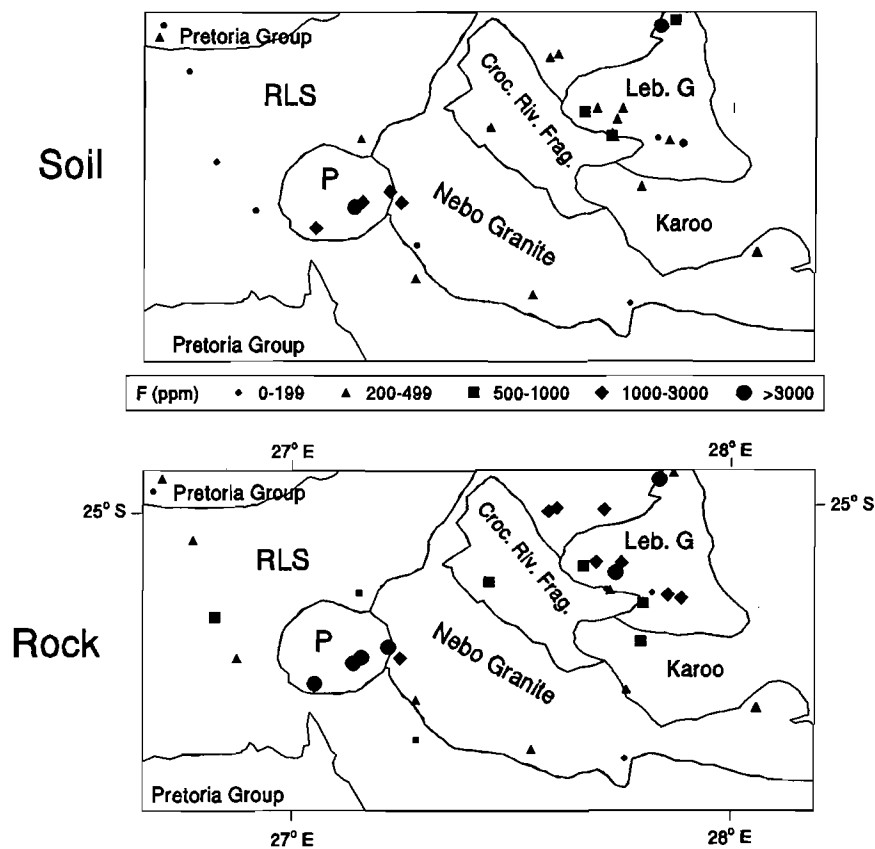 Pretoria Group
RLS
Croc. Riv. Frag.
Leb. G
Soil
P
Nebo Granite
Karoo
Pretoria Group
F (ppm) 0-199 200-499 500-1000 1000-3000 >3000
27° E 28° E
Pretoria Group
25° S 25° S
RLS
Croc. Riv. Frag.
Leb. G
Rock
P
Nebo Granite
Karoo
Pretoria Group
27° E 28° E